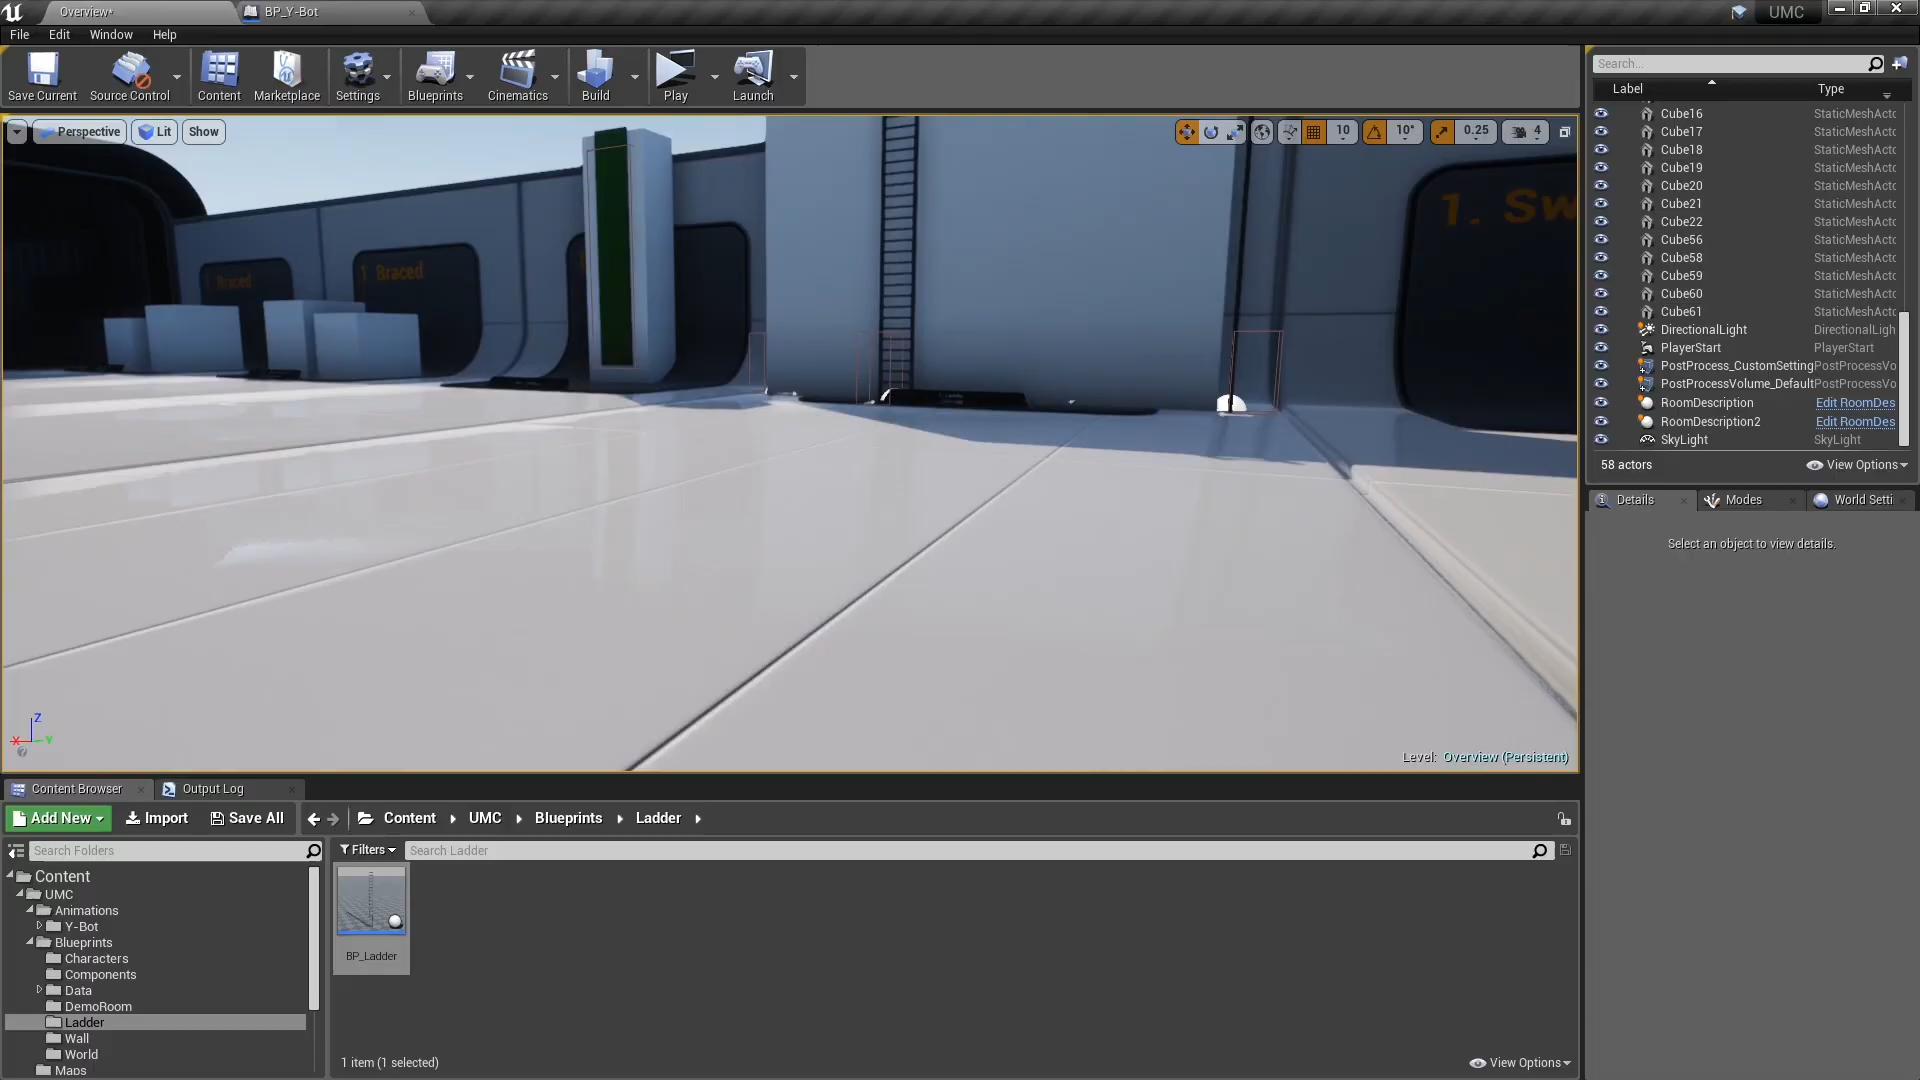 Overview*
BP_Y-Bot
UMC
File Edit Window Help
Save Current Source Control Content Marketplace Settings Blueprints Cinematics Build Play Launch
Perspective Lit Show
10 10° 0.25 4
Braced
1 Braced
1. Sw
X Y Z
Level: Overview (Persistent)
Search...
Label Type
Cube16 StaticMeshActo
Cube17 StaticMeshActo
Cube18 StaticMeshActo
Cube19 StaticMeshActo
Cube20 StaticMeshActo
Cube21 StaticMeshActo
Cube22 StaticMeshActo
Cube56 StaticMeshActo
Cube58 StaticMeshActo
Cube59 StaticMeshActo
Cube60 StaticMeshActo
Cube61 StaticMeshActo
DirectionalLight DirectionalLigh
PlayerStart PlayerStart
PostProcess_CustomSetting PostProcessVo
PostProcessVolume_Default PostProcessVo
RoomDescription Edit RoomDes
RoomDescription2 Edit RoomDes
SkyLight SkyLight
58 actors View Options
Details Modes World Setti
Select an object to view details.
Content Browser Output Log
Add New Import Save All Content UMC Blueprints Ladder
Search Folders
Filters Search Ladder
Content
UMC
Animations
Y-Bot
Blueprints
Characters
Components
Data
DemoRoom
Ladder
Wall
World
Maps
BP_Ladder
1 item (1 selected) View Options